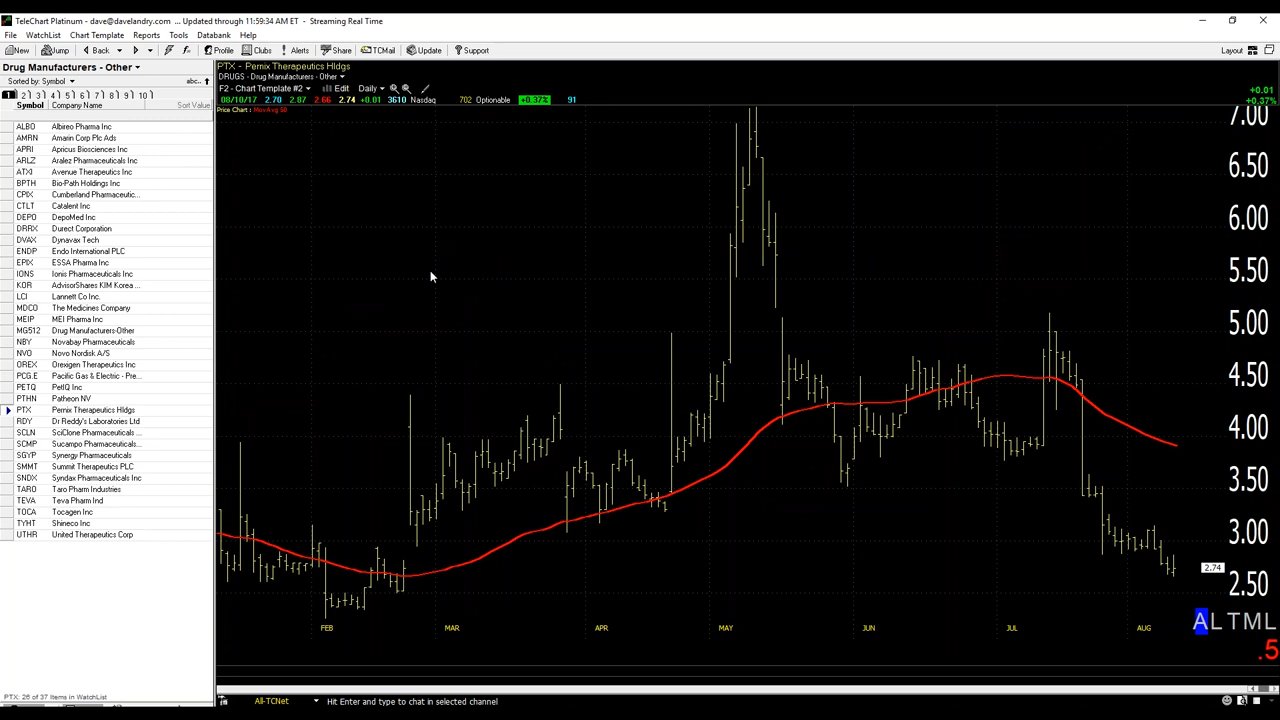 TeleChart Platinum - dave@davelandry.com ... Updated through 11:59:34 AM ET - Streaming Real Time
File WatchList ChartTemplate Reports Tools Databank Help
New Jump Back Profile Clubs Alerts Share TCMail Update Support Layout
Drug Manufacturers - Other
Sorted by: Symbol abc..
1 2 3 4 5 6 7 8 9 10
Symbol Company Name Sort Value
ALBO Albireo Pharma Inc
AMRN Amarin Corp Plc Ads
APRI Apricus Biosciences Inc
ARLZ Aralez Pharmaceuticals Inc
ATXI Avenue Therapeutics Inc
BPTH Bio-Path Holdings Inc
CPIX Cumberland Pharmaceutic...
CTLT Catalent Inc
DEPO DepoMed Inc
DRRX Durect Corporation
DVAX Dynavax Tech
ENDP Endo International PLC
EPIX ESSA Pharma Inc
IONS Ionis Pharmaceuticals Inc
KOR AdvisorShares KIM Korea ...
LCI Lannett Co Inc.
MDCO The Medicines Company
MEIP MEI Pharma Inc
MG512 Drug Manufacturers-Other
NBY Novabay Pharmaceuticals
NVO Novo Nordisk A/S
OREX Orexigen Therapeutics Inc
PCG.E Pacific Gas & Electric - Pre...
PETQ PetIQ Inc
PTHN Patheon NV
PTX Pernix Therapeutics Hldgs
RDY Dr Reddy's Laboratories Ltd
SCLN SciClone Pharmaceuticals ...
SCMP Sucampo Pharmaceuticals...
SGYP Synergy Pharmaceuticals
SMMT Summit Therapeutics PLC
SNDX Syndax Pharmaceuticals Inc
TARO Taro Pharm Industries
TEVA Teva Pharm Ind
TOCA Tocagen Inc
TYHT Shineco Inc
UTHR United Therapeutics Corp
PTX: 26 of 37 Items in WatchList
PTX - Pernix Therapeutics Hldgs
DRUGS - Drug Manufacturers - Other
F2 - Chart Template #2 Edit Daily
08/10/17 2.70 2.87 2.66 2.74 +0.01 3610 Nasdaq 702 Optionable +0.37% 91
+0.01
+0.37%
Price Chart : MovAvg 50
7.00
6.50
6.00
5.50
5.00
4.50
4.00
3.50
3.00
2.74
2.50
FEB MAR APR MAY JUN JUL AUG
ALTML
.5
All-TCNet Hit Enter and type to chat in selected channel